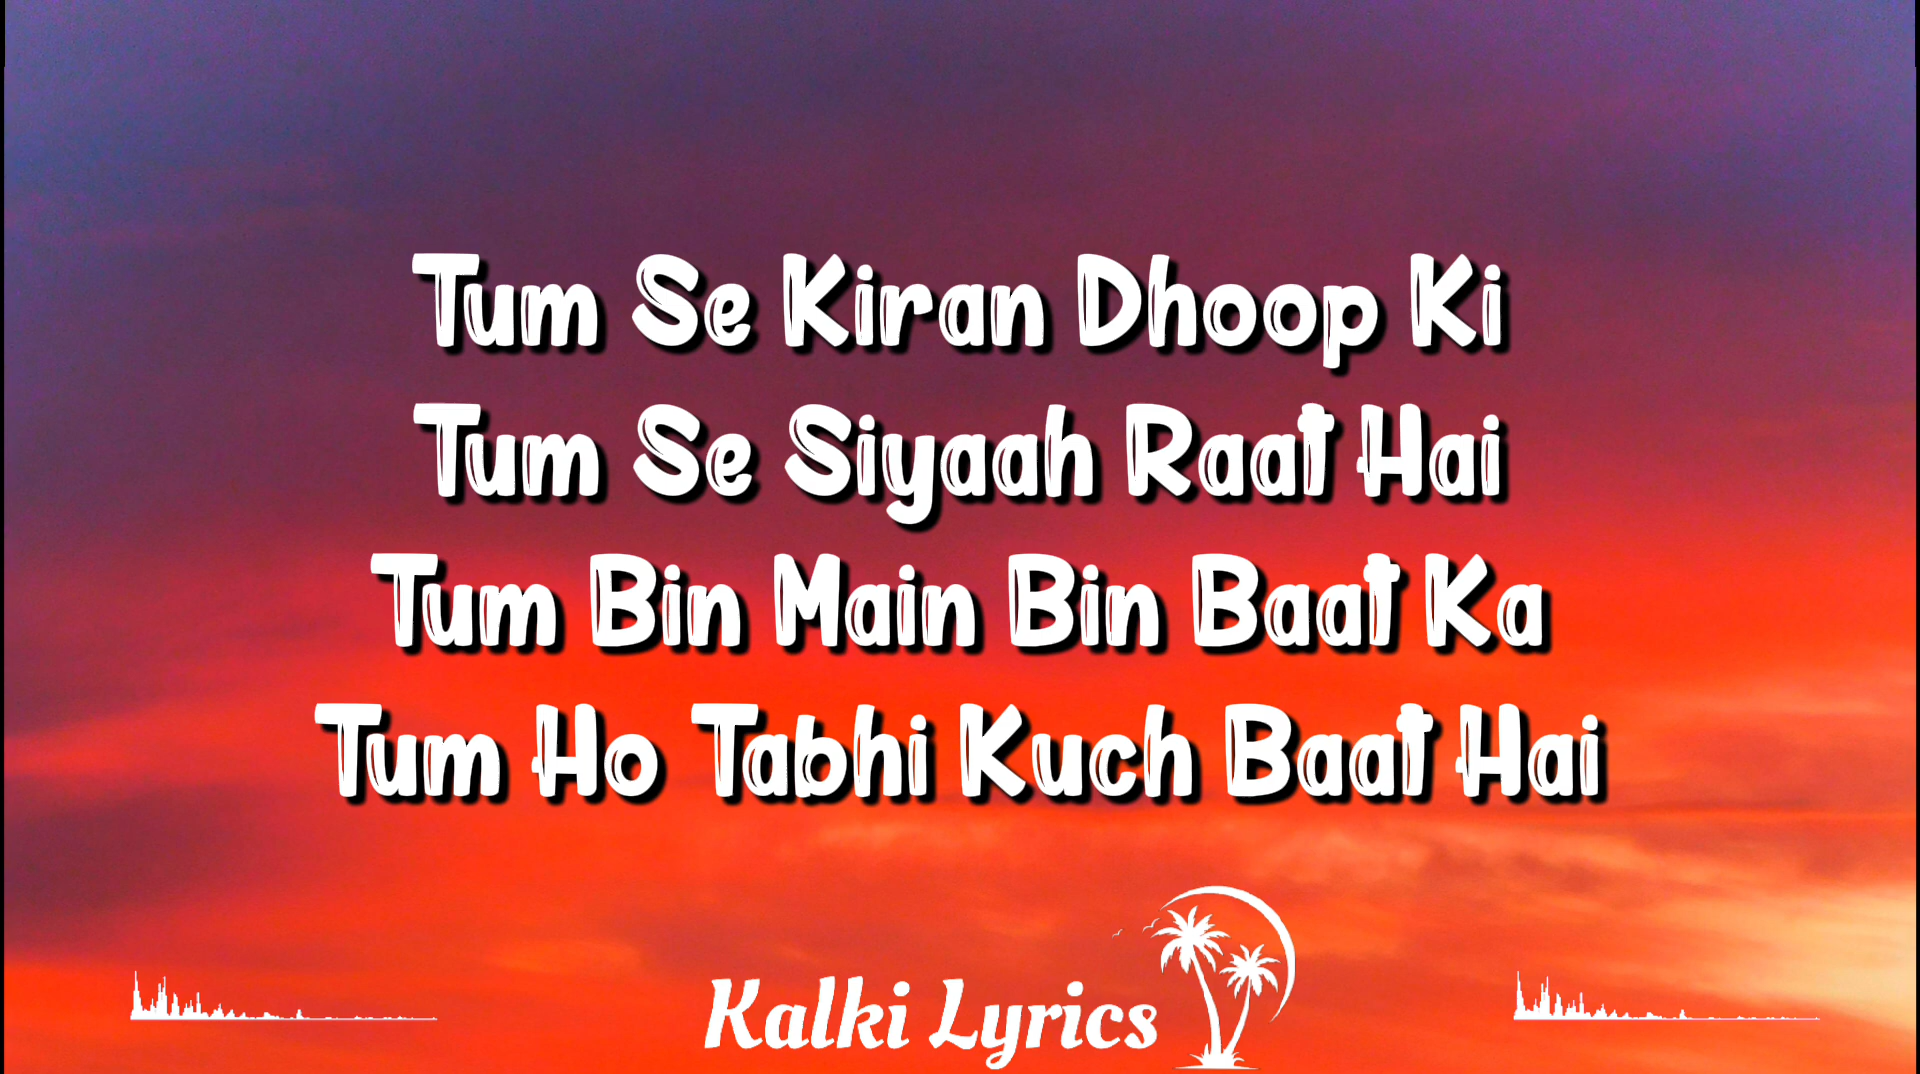 Tum Se Kiran Dhoop Ki
Tum Se Siyaah Raat Hai
Tum Bin Main Bin Baat Ka
Tum Ho Tabhi Kuch Baat Hai
Kalki Lyrics